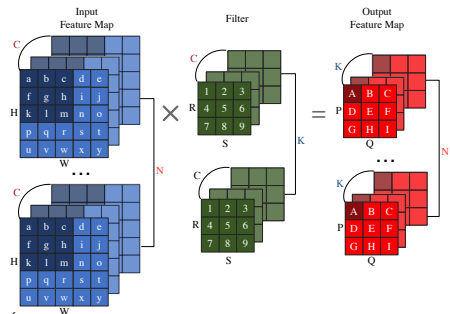 Input
Feature Map
Filter
Output
Feature Map
C
a b c d e
f g h i j
k l m n o
p q r s t
u v w x y
H
W
...
C
a b c d e
f g h i j
k l m n o
p q r s t
u v w x y
H
W
N
×
C
1 2 3
4 5 6
7 8 9
R
S
C
1 2 3
4 5 6
7 8 9
R
S
K
=
K
A B C
D E F
G H I
P
Q
...
K
A B C
D E F
G H I
P
Q
N